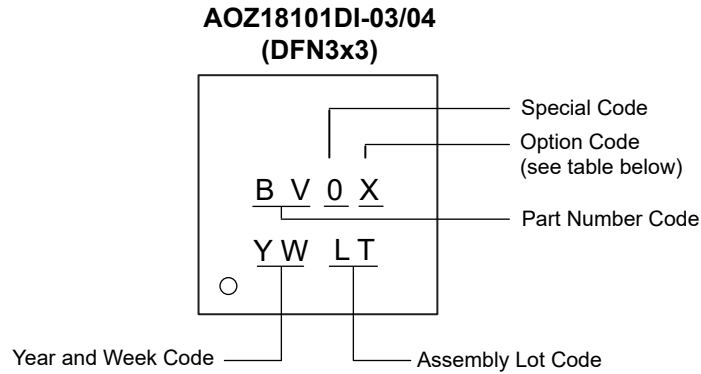 AOZ18101DI-03/04
(DFN3x3)
Special Code
Option Code
(see table below)
B V 0 X
Part Number Code
Y W L T
Year and Week Code
Assembly Lot Code